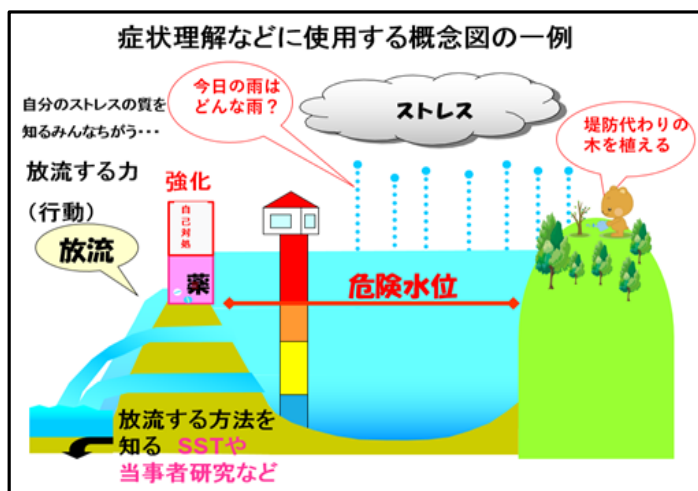 症状理解などに使用する概念図の一例
今日の雨は
どんな雨？
ストレス
自分のストレスの質を
知るみんなちがう・・・
堤防代わりの
木を植える
放流する力
（行動）
強化
自己対処
放流
薬
危険水位
放流する方法を
知る SSTや
当事者研究など